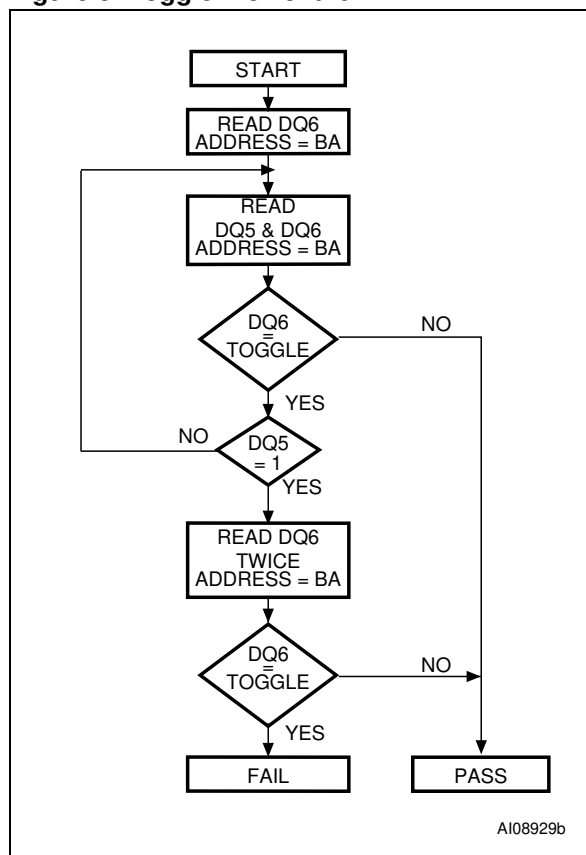 START
READ DQ6
ADDRESS = BA
READ
DQ5 & DQ6
ADDRESS = BA
DQ6
=
TOGGLE
NO
YES
NO
DQ5
= 1
YES
READ DQ6
TWICE
ADDRESS = BA
DQ6
=
TOGGLE
NO
YES
FAIL
PASS
AI08929b